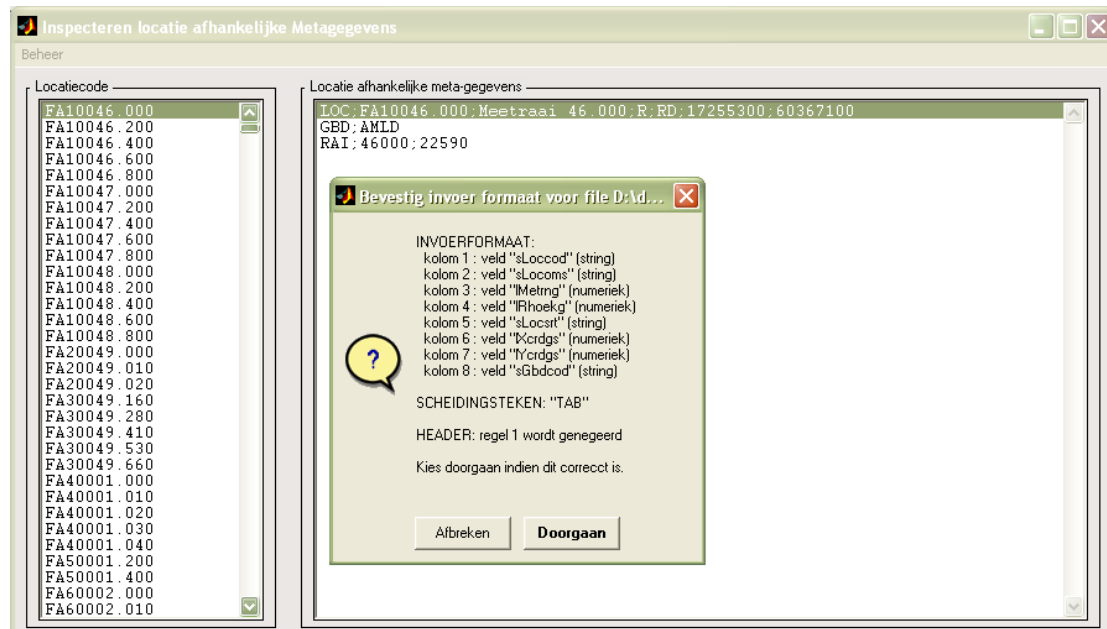 Inspecteren locatie afhankelijke Metagegevens
Beheer
Locatiecode
FA10046.000
FA10046.200
FA10046.400
FA10046.600
FA10046.800
FA10047.000
FA10047.200
FA10047.400
FA10047.600
FA10047.800
FA10048.000
FA10048.200
FA10048.400
FA10048.600
FA10048.800
FA20049.000
FA20049.010
FA20049.020
FA30049.160
FA30049.280
FA30049.410
FA30049.530
FA30049.660
FA40001.000
FA40001.010
FA40001.020
FA40001.030
FA40001.040
FA50001.200
FA50001.400
FA60002.000
FA60002.010
Locatie afhankelijke meta-gegevens
LOC;FA10046.000;Meetraai 46.000;R;RD;17255300;60367100
GBD;AMLD
RAI;46000;22590
Bevestig invoer formaat voor file D:\d...
INVOERFORMAAT:
kolom 1 : veld "sLoccod" (string)
kolom 2 : veld "sLocoms" (string)
kolom 3 : veld "lMetrng" (numeriek)
kolom 4 : veld "lRhoekg" (numeriek)
kolom 5 : veld "sLocsrt" (string)
kolom 6 : veld "lXcrdgs" (numeriek)
kolom 7 : veld "lYcrdgs" (numeriek)
kolom 8 : veld "sGbdcod" (string)
SCHEIDINGSTEKEN: "TAB"
HEADER: regel 1 wordt genegeerd
Kies doorgaan indien dit correcct is.
?
Afbreken
Doorgaan